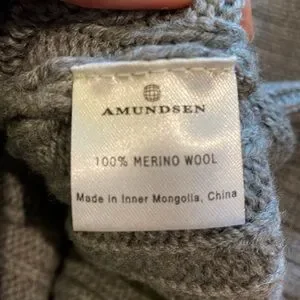 AMUNDSEN
100% MERINO WOOL
Made in Inner Mongolia, China